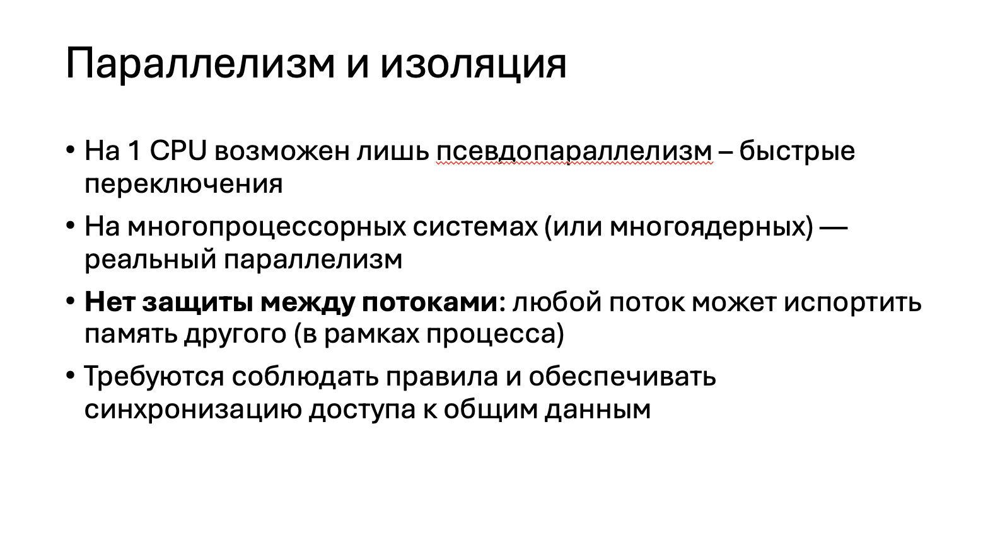 Параллелизм и изоляция
• На 1 CPU возможен лишь псевдопараллелизм – быстрые
переключения
• На многопроцессорных системах (или многоядерных) —
реальный параллелизм
• Нет защиты между потоками: любой поток может испортить
память другого (в рамках процесса)
• Требуются соблюдать правила и обеспечивать
синхронизацию доступа к общим данным